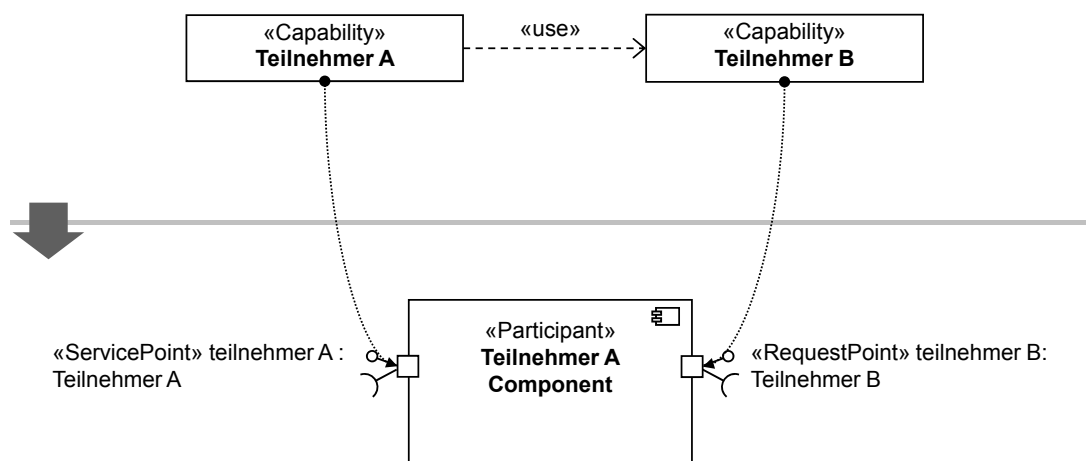 «Capability»
Teilnehmer A
«use»
«Capability»
Teilnehmer B
«ServicePoint» teilnehmer A :
Teilnehmer A
«Participant»
Teilnehmer A
Component
«RequestPoint» teilnehmer B:
Teilnehmer B